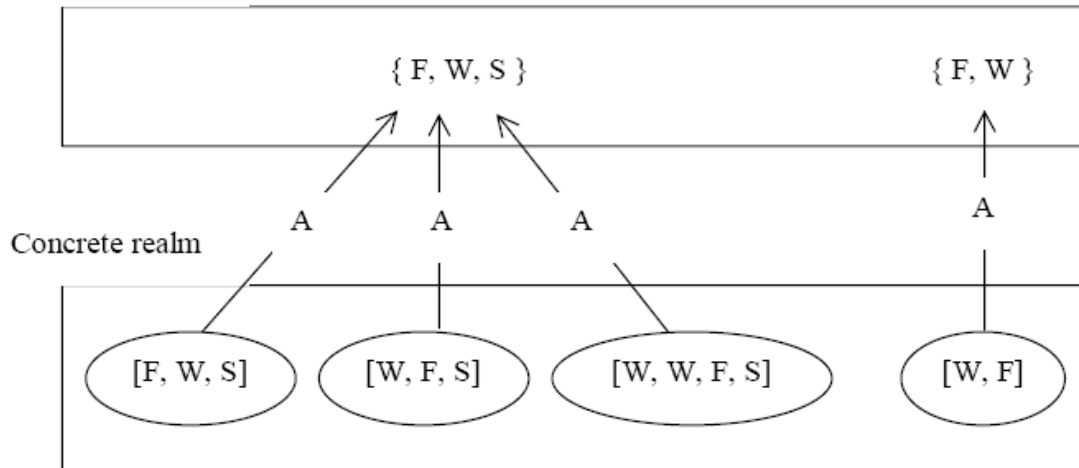 { F, W, S } { F, W }
A A A A
Concrete realm
[F, W, S] [W, F, S] [W, W, F, S] [W, F]